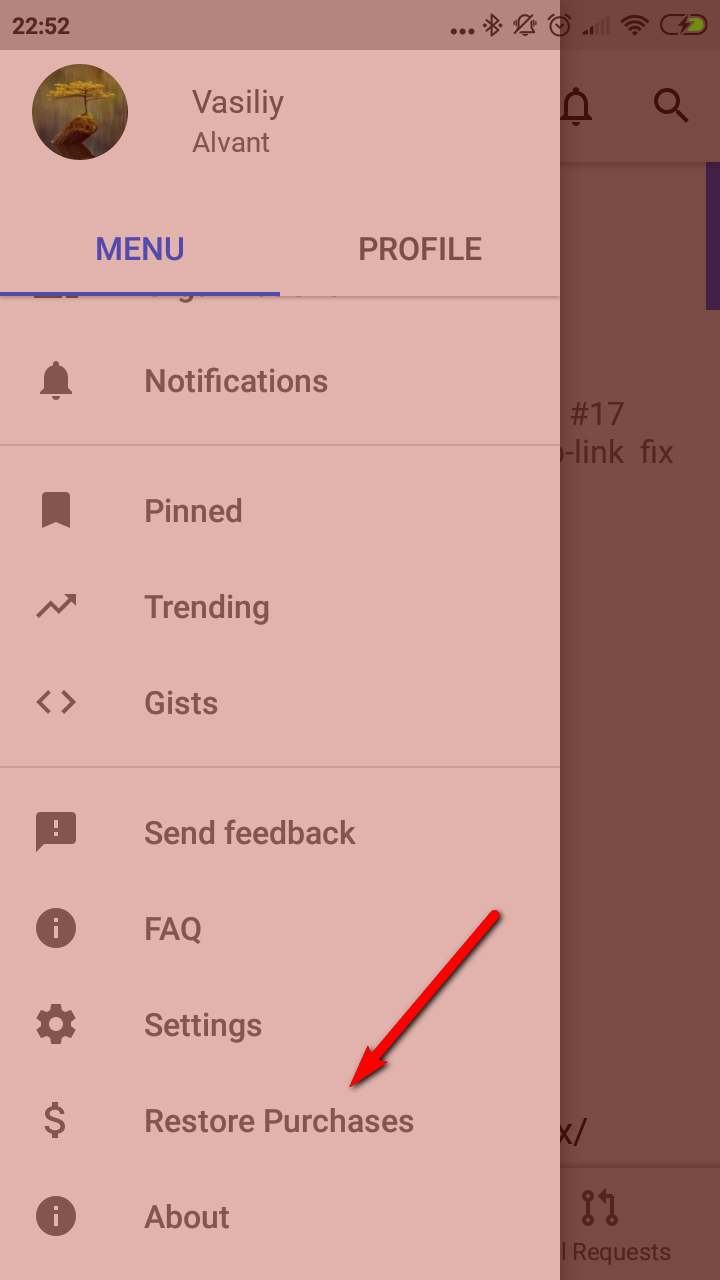 22:52
Vasiliy
Alvant
MENU
PROFILE
Notifications
#17
-link fix
Pinned
Trending
Gists
Send feedback
FAQ
Settings
Restore Purchases
x/
About
Requests